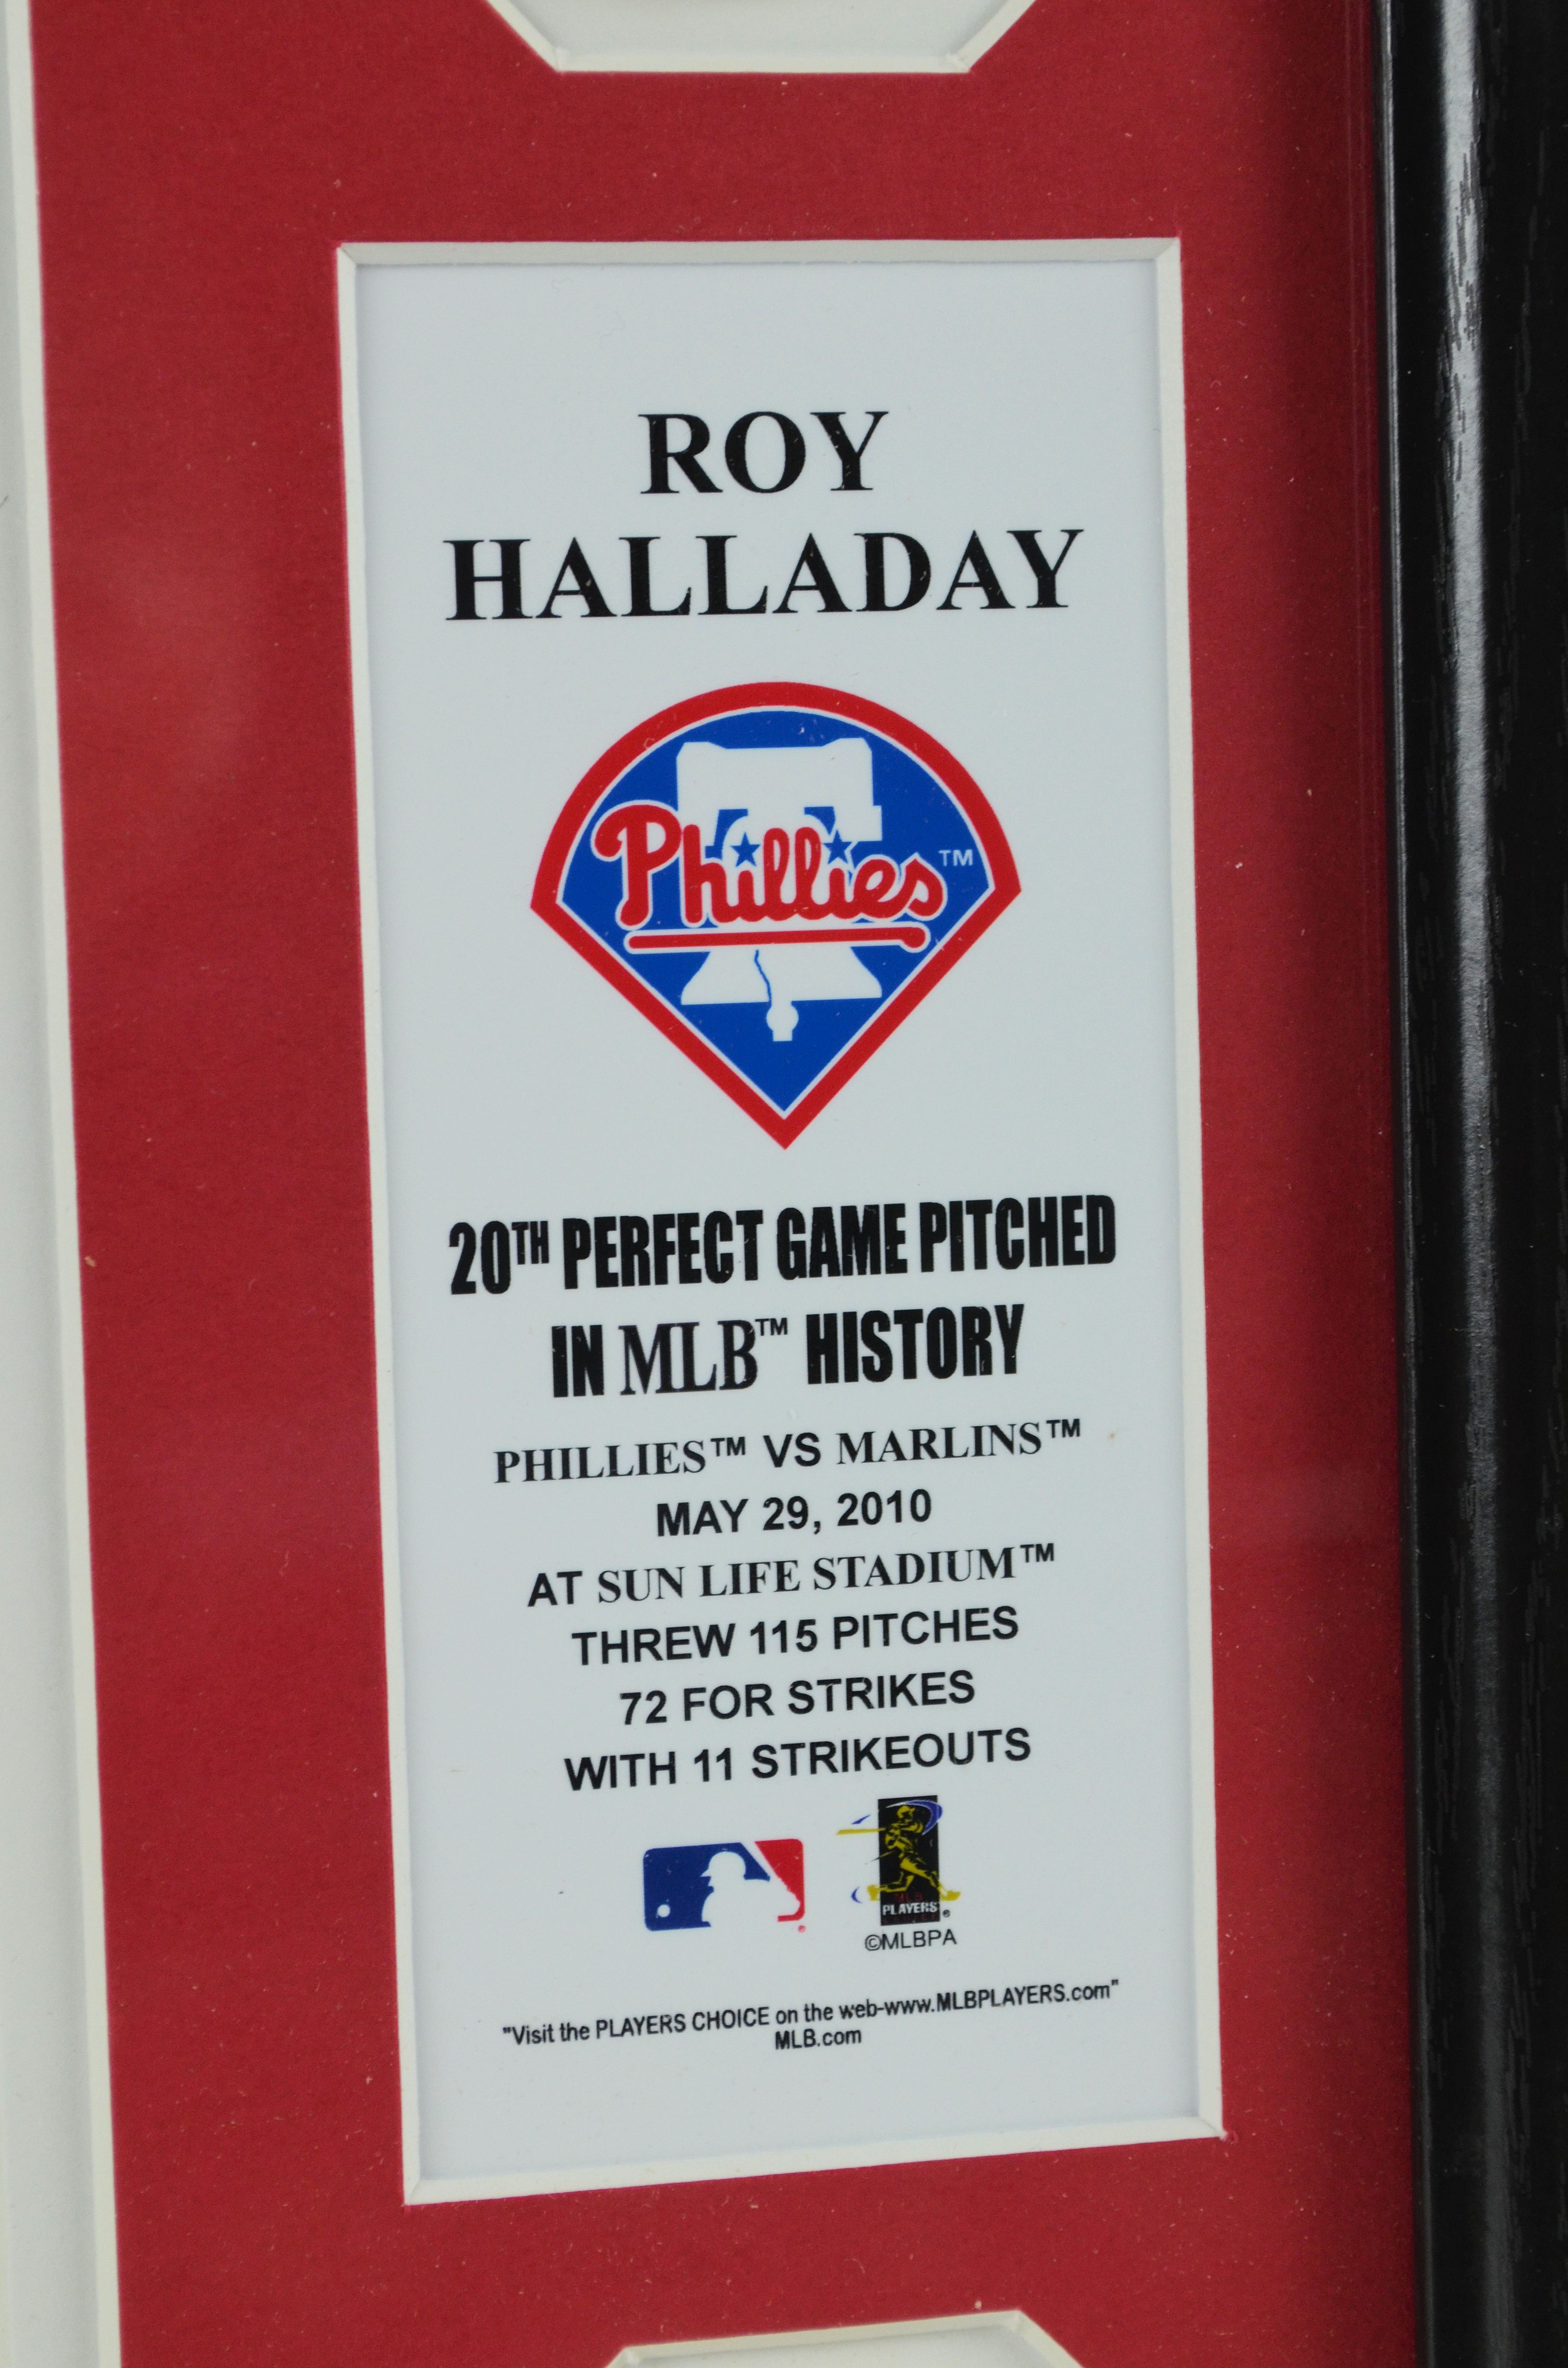 ROY
HALLADAY
Phillies™
20TH PERFECT GAME PITCHED
IN MLB™ HISTORY
PHILLIES™ VS MARLINS™
MAY 29, 2010
AT SUN LIFE STADIUM™
THREW 115 PITCHES
72 FOR STRIKES
WITH 11 STRIKEOUTS
MLB
PLAYERS
®
©MLBPA
"Visit the PLAYERS CHOICE on the web-www.MLBPLAYERS.com"
MLB.com